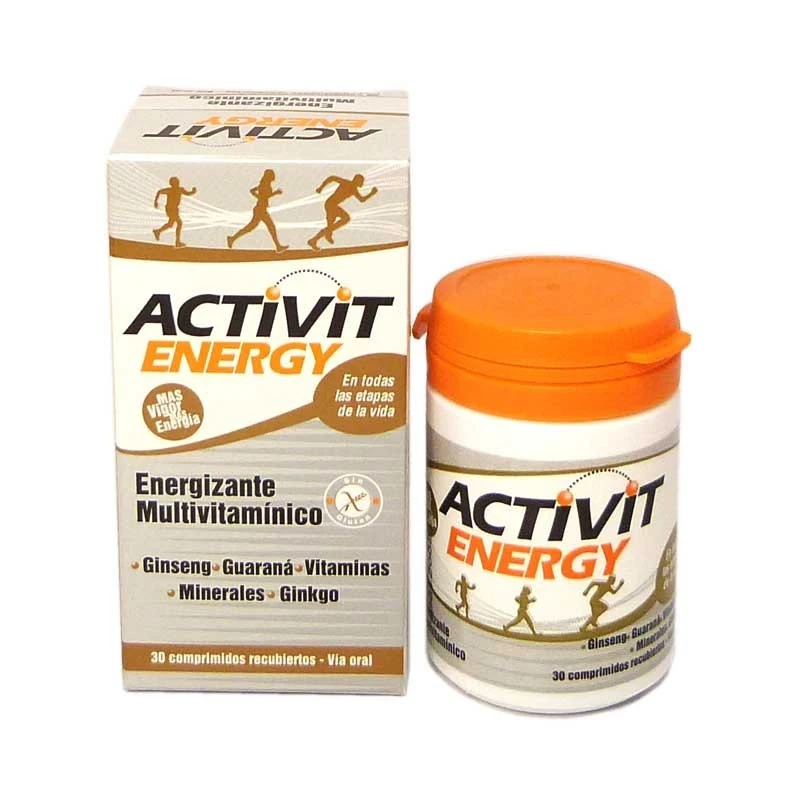 Energizante
Multivitamínico
ACTIVIT
ENERGY
ACTIVIT
ENERGY
MAS
Vigor
MAS
Energía
En todas
las etapas
de la vida
Energizante
Multivitamínico
Sin
Gluten
Ginseng Guaraná Vitaminas
Minerales Ginkgo
30 comprimidos recubiertos - Vía oral
ACTIVIT
ENERGY
En
Ginseng Guaraná
Minerales
30 comprimidos recubiertos